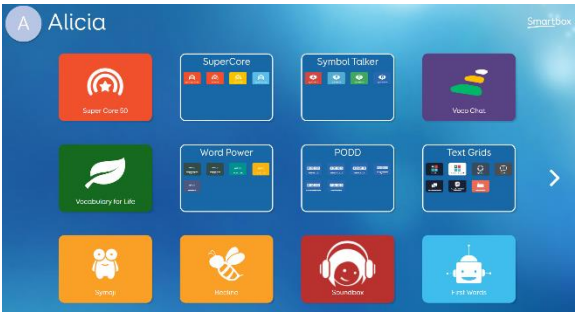 A Alicia
Smartbox
Super Core 50
SuperCore
Symbol Talker
Voco Chat
Vocabulary for Life
Word Power
PODD
Text Grids
Symoji
Beeline
Soundbox
First Words